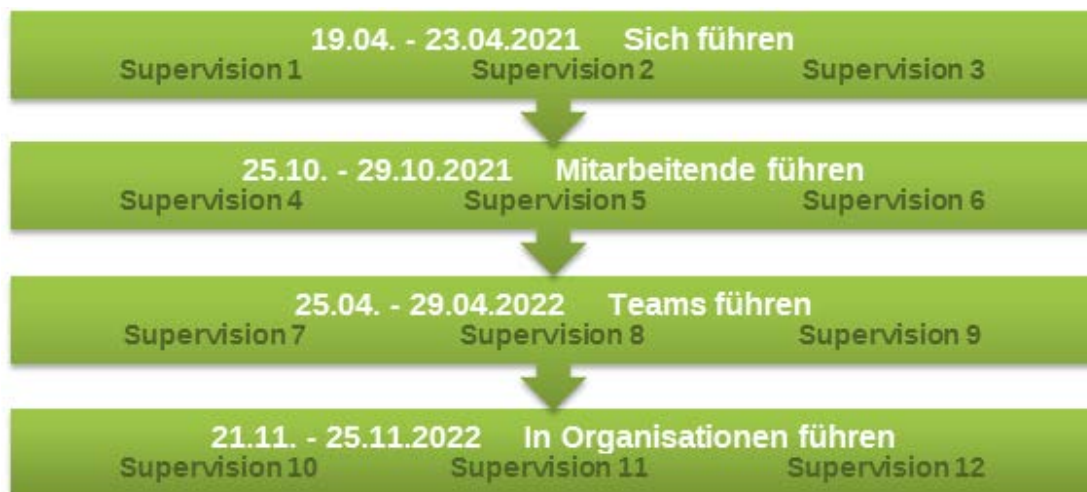 19.04. - 23.04.2021 Sich führen
Supervision 1 Supervision 2 Supervision 3
25.10. - 29.10.2021 Mitarbeitende führen
Supervision 4 Supervision 5 Supervision 6
25.04. - 29.04.2022 Teams führen
Supervision 7 Supervision 8 Supervision 9
21.11. - 25.11.2022 In Organisationen führen
Supervision 10 Supervision 11 Supervision 12